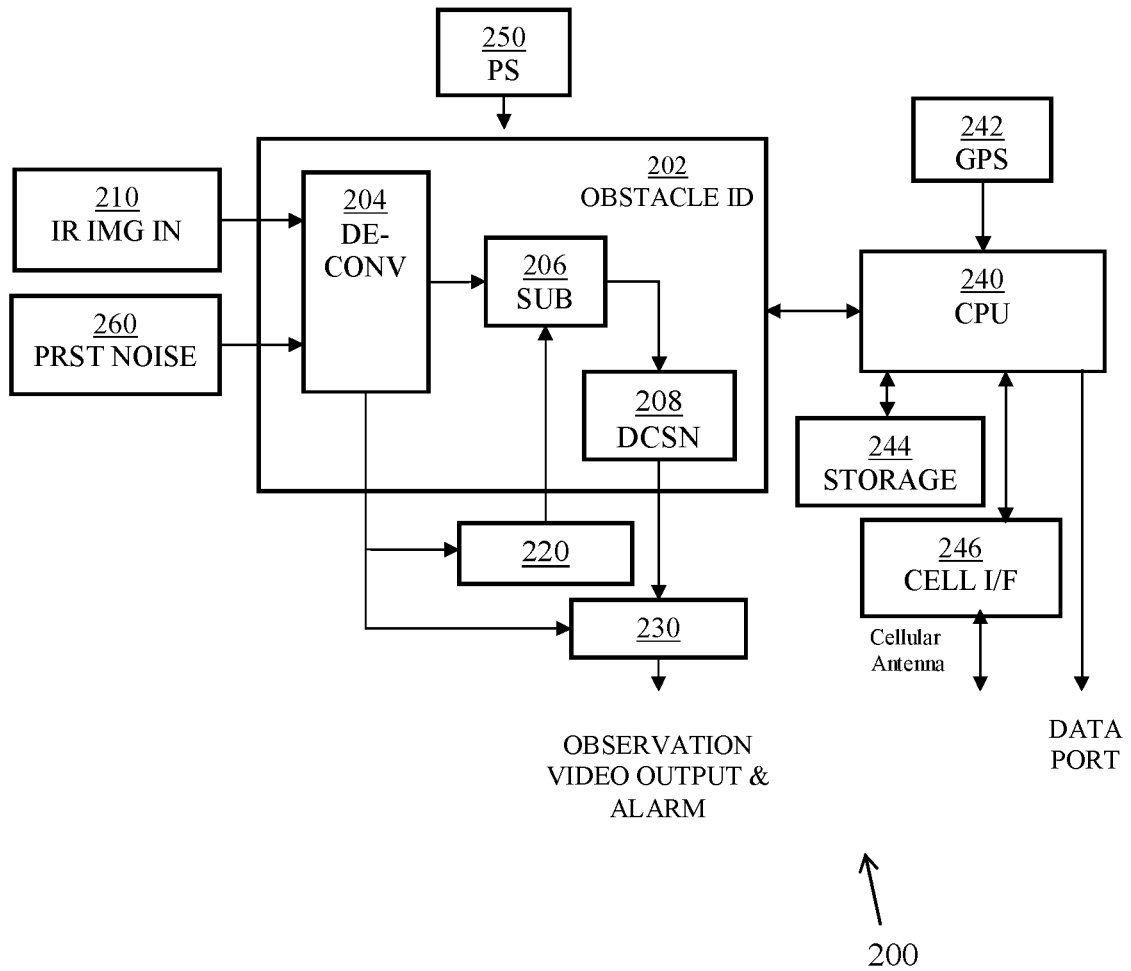 250
PS
242
GPS
210
IR IMG IN
202
OBSTACLE ID
204
DE-
CONV
206
SUB
240
CPU
260
PRST NOISE
208
DCSN
244
STORAGE
220
246
CELL I/F
230
Cellular
Antenna
OBSERVATION
VIDEO OUTPUT &
ALARM
DATA
PORT
200